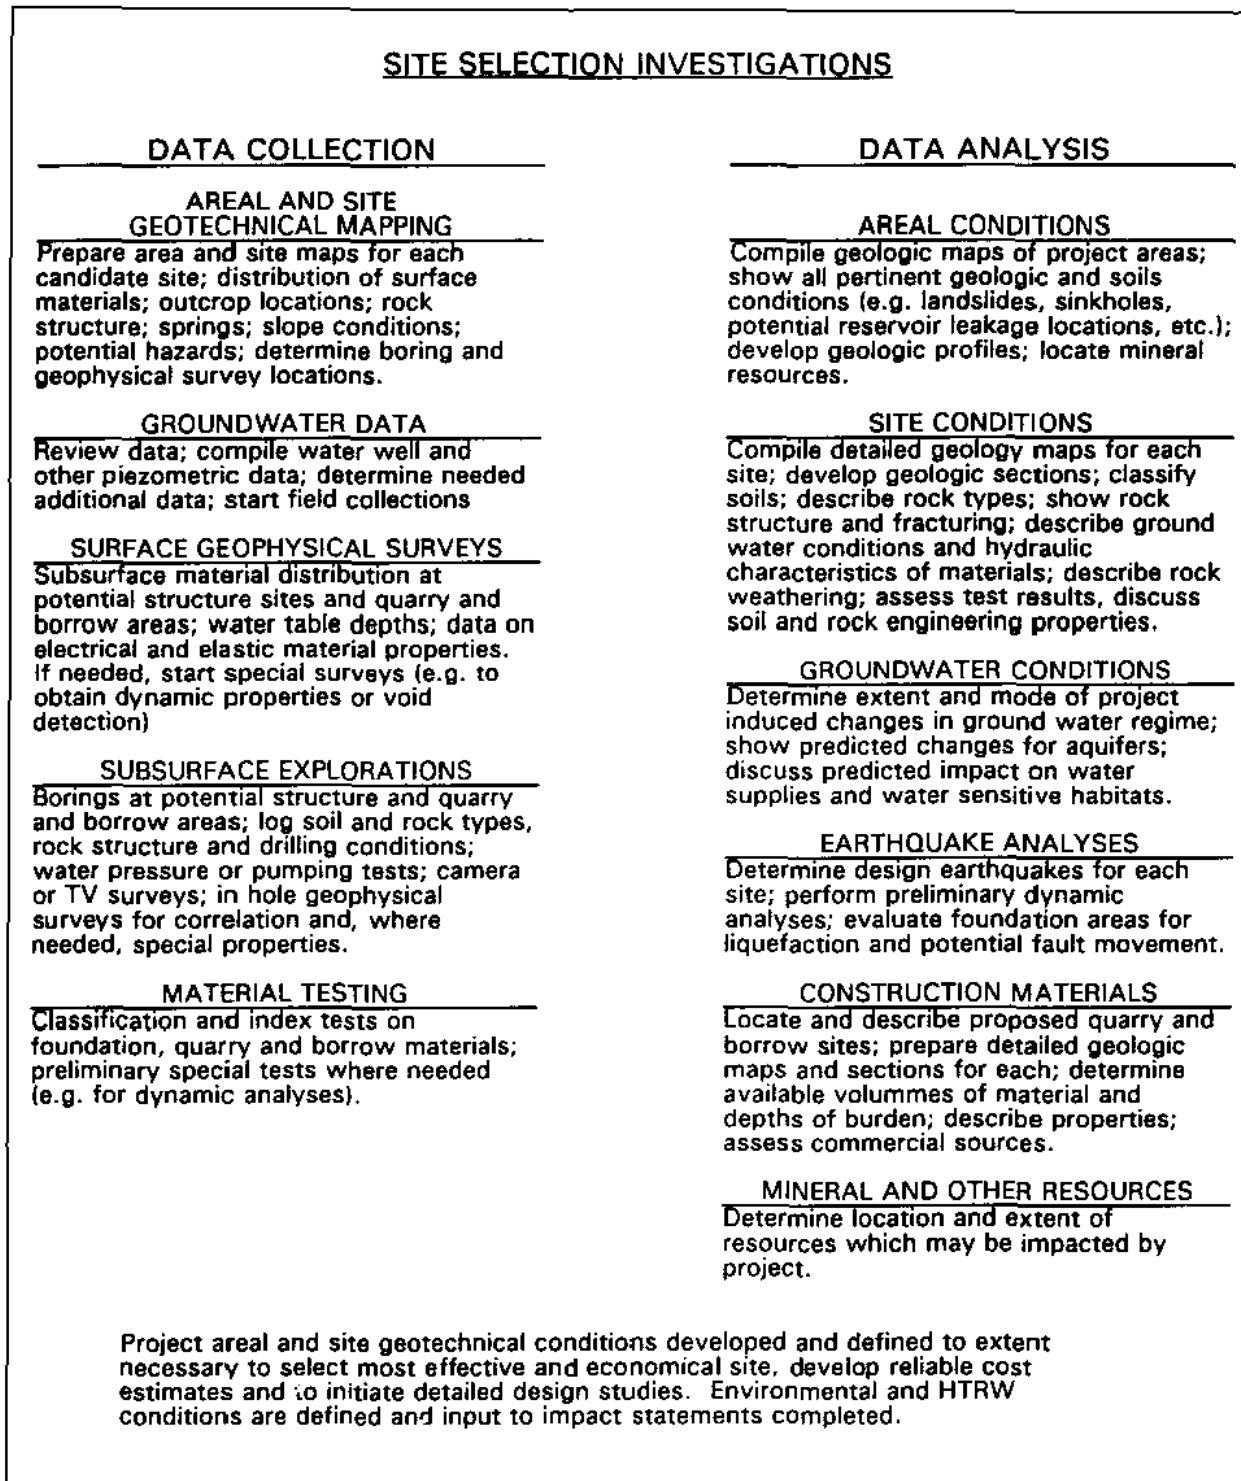 SITE SELECTION INVESTIGATIONS
DATA COLLECTION
AREAL AND SITE
GEOTECHNICAL MAPPING
Prepare area and site maps for each
candidate site; distribution of surface
materials; outcrop locations; rock
structure; springs; slope conditions;
potential hazards; determine boring and
geophysical survey locations.
GROUNDWATER DATA
Review data; compile water well and
other piezometric data; determine needed
additional data; start field collections
SURFACE GEOPHYSICAL SURVEYS
Subsurface material distribution at
potential structure sites and quarry and
borrow areas; water table depths; data on
electrical and elastic material properties.
If needed, start special surveys (e.g. to
obtain dynamic properties or void
detection)
SUBSURFACE EXPLORATIONS
Borings at potential structure and quarry
and borrow areas; log soil and rock types,
rock structure and drilling conditions;
water pressure or pumping tests; camera
or TV surveys; in hole geophysical
surveys for correlation and, where
needed, special properties.
MATERIAL TESTING
Classification and index tests on
foundation, quarry and borrow materials;
preliminary special tests where needed
(e.g. for dynamic analyses).
DATA ANALYSIS
AREAL CONDITIONS
Compile geologic maps of project areas;
show all pertinent geologic and soils
conditions (e.g. landslides, sinkholes,
potential reservoir leakage locations, etc.);
develop geologic profiles; locate mineral
resources.
SITE CONDITIONS
Compile detailed geology maps for each
site; develop geologic sections; classify
soils; describe rock types; show rock
structure and fracturing; describe ground
water conditions and hydraulic
characteristics of materials; describe rock
weathering; assess test results, discuss
soil and rock engineering properties.
GROUNDWATER CONDITIONS
Determine extent and mode of project
induced changes in ground water regime;
show predicted changes for aquifers;
discuss predicted impact on water
supplies and water sensitive habitats.
EARTHQUAKE ANALYSES
Determine design earthquakes for each
site; perform preliminary dynamic
analyses; evaluate foundation areas for
liquefaction and potential fault movement.
CONSTRUCTION MATERIALS
Locate and describe proposed quarry and
borrow sites; prepare detailed geologic
maps and sections for each; determine
available volummes of material and
depths of burden; describe properties;
assess commercial sources.
MINERAL AND OTHER RESOURCES
Determine location and extent of
resources which may be impacted by
project.
Project areal and site geotechnical conditions developed and defined to extent
necessary to select most effective and economical site, develop reliable cost
estimates and to initiate detailed design studies. Environmental and HTRW
conditions are defined and input to impact statements completed.